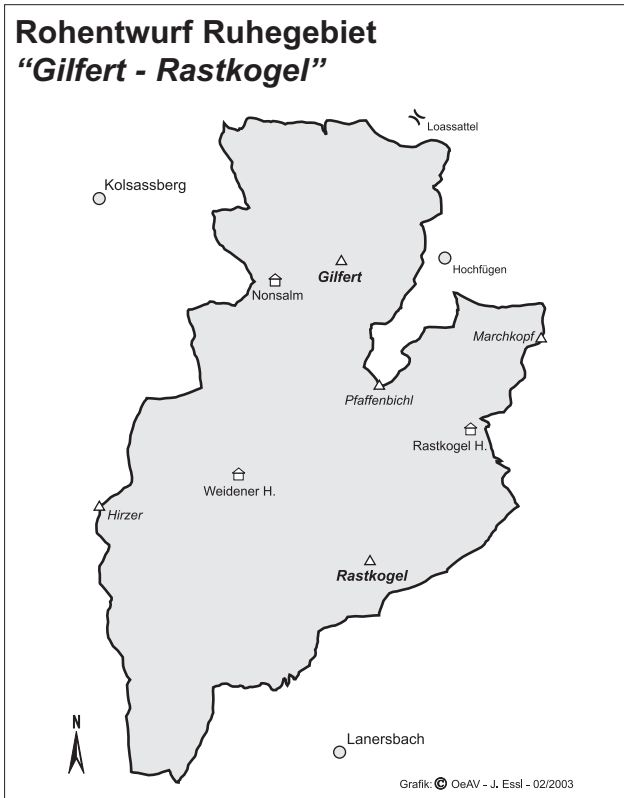 Rohentwurf Ruhegebiet
“Gilfert - Rastkogel”
Loassattel
Kolsassberg
Hochfügen
Gilfert
Nonsalm
Marchkopf
Pfaffenbichl
Rastkogel H.
Weidener H.
Hirzer
Rastkogel
N
Lanersbach
Grafik: © OeAV - J. Essl - 02/2003